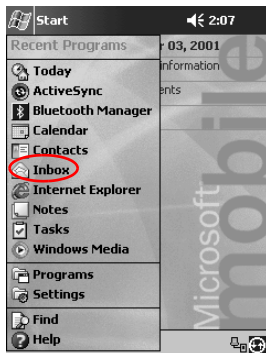 Start 2:07
Recent Programs
r 03, 2001
Today
information
ActiveSync
ents
Bluetooth Manager
Calendar
Contacts
Inbox
Internet Explorer
Notes
Tasks
Windows Media
Programs
Settings
Find
Help
Microsoft
mobile